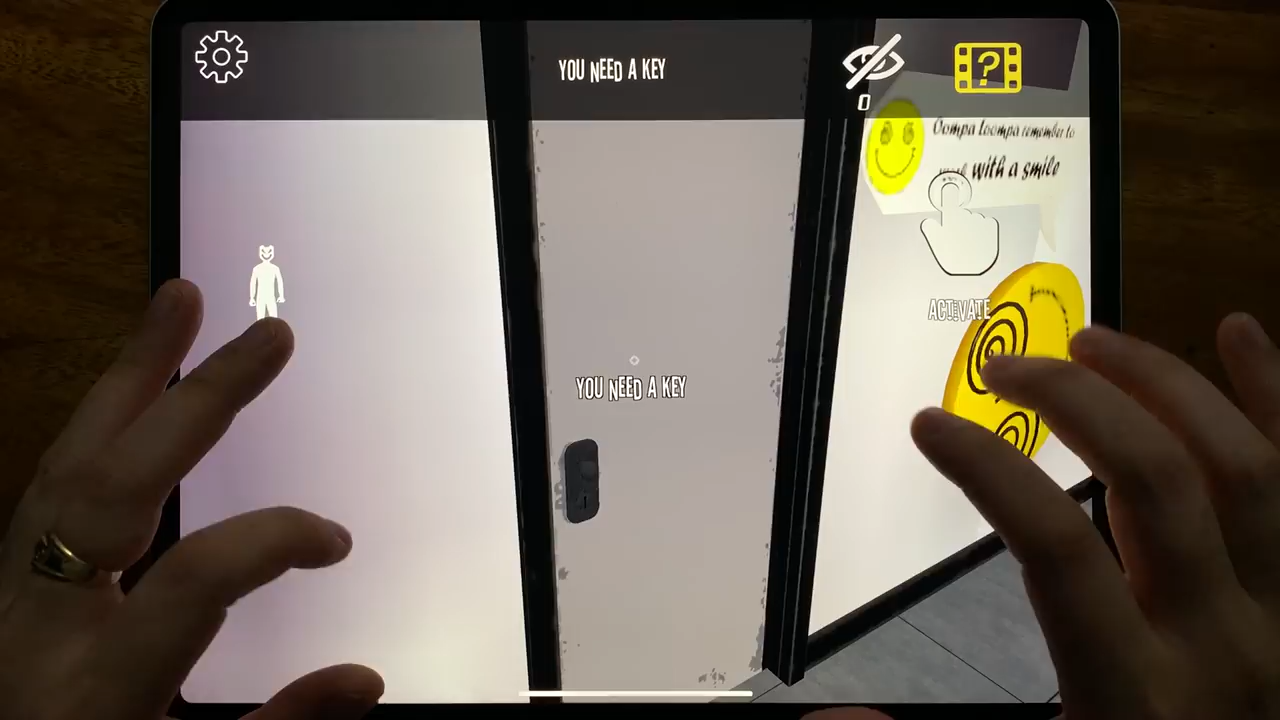 YOU NEED A KEY
?
0
Oompa Loompa remember to
with a smile
ACTIVATE
YOU NEED A KEY